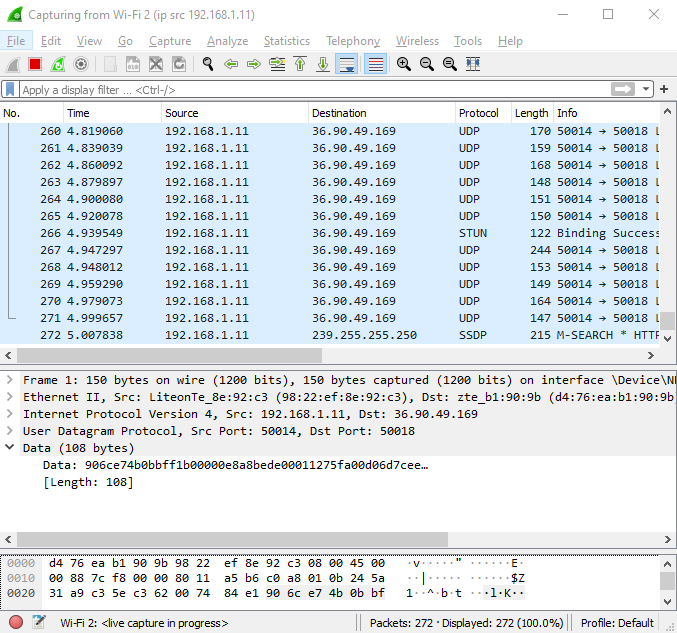 Capturing from Wi-Fi 2 (ip src 192.168.1.11)
File Edit View Go Capture Analyze Statistics Telephony Wireless Tools Help
Apply a display filter ... <Ctrl-/>
No. Time Source Destination Protocol Length Info
260 4.819060 192.168.1.11 36.90.49.169 UDP 170 50014 → 50018 L
261 4.839039 192.168.1.11 36.90.49.169 UDP 159 50014 → 50018 L
262 4.860092 192.168.1.11 36.90.49.169 UDP 168 50014 → 50018 L
263 4.879897 192.168.1.11 36.90.49.169 UDP 148 50014 → 50018 L
264 4.900080 192.168.1.11 36.90.49.169 UDP 151 50014 → 50018 L
265 4.920078 192.168.1.11 36.90.49.169 UDP 150 50014 → 50018 L
266 4.939549 192.168.1.11 36.90.49.169 STUN 122 Binding Success
267 4.947297 192.168.1.11 36.90.49.169 UDP 244 50014 → 50018 L
268 4.948012 192.168.1.11 36.90.49.169 UDP 153 50014 → 50018 L
269 4.959290 192.168.1.11 36.90.49.169 UDP 149 50014 → 50018 L
270 4.979073 192.168.1.11 36.90.49.169 UDP 164 50014 → 50018 L
271 4.999657 192.168.1.11 36.90.49.169 UDP 147 50014 → 50018 L
272 5.007838 192.168.1.11 239.255.255.250 SSDP 215 M-SEARCH * HTTP
Frame 1: 150 bytes on wire (1200 bits), 150 bytes captured (1200 bits) on interface \Device\N
Ethernet II, Src: LiteonTe_8e:92:c3 (98:22:ef:8e:92:c3), Dst: zte_b1:90:9b (d4:76:ea:b1:90:9b
Internet Protocol Version 4, Src: 192.168.1.11, Dst: 36.90.49.169
User Datagram Protocol, Src Port: 50014, Dst Port: 50018
Data (108 bytes)
Data: 906ce74b0bbff1b00000e8a8bede00011275fa00d06d7cee…
[Length: 108]
0000 d4 76 ea b1 90 9b 98 22 ef 8e 92 c3 08 00 45 00 ·v·····" ······E·
0010 00 88 7c f8 00 00 80 11 a5 b6 c0 a8 01 0b 24 5a ··|····· ······$Z
0020 31 a9 c3 5e c3 62 00 74 84 e1 90 6c e7 4b 0b bf 1··^·b·t ···l·K··
Wi-Fi 2: <live capture in progress> Packets: 272 · Displayed: 272 (100.0%) Profile: Default